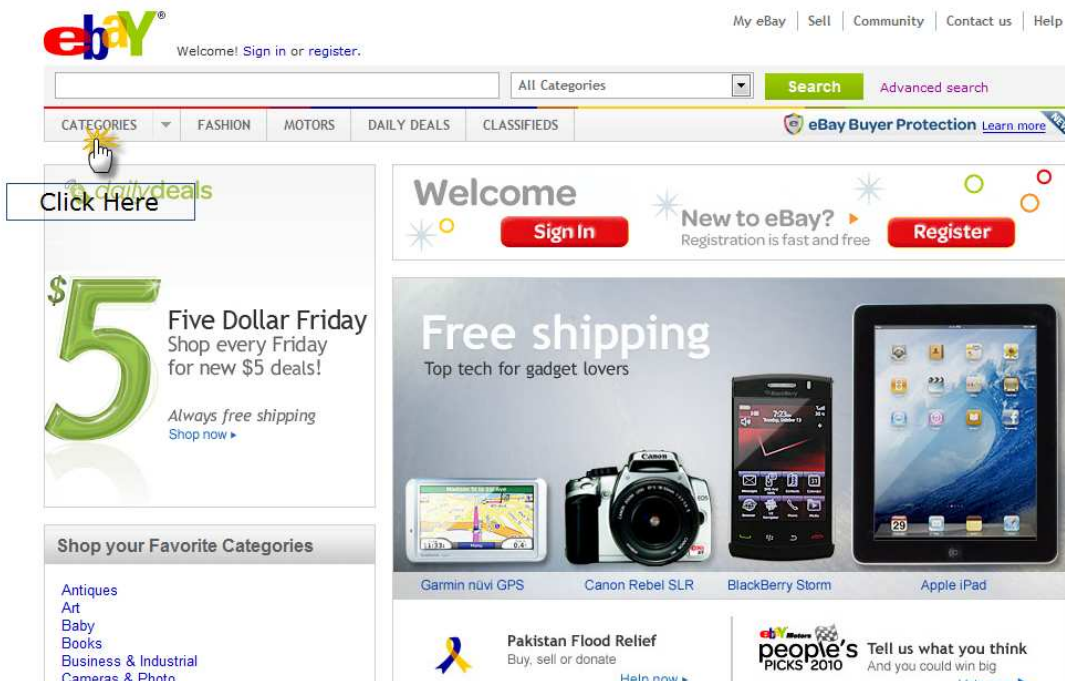 ebaY®
Welcome! Sign in or register.
My eBay | Sell | Community | Contact us | Help
All Categories
Search
Advanced search
CATEGORIES
FASHION
MOTORS
DAILY DEALS
CLASSIFIEDS
eBay Buyer Protection Learn more
NEW
dailydeals
Click Here
$5
Five Dollar Friday
Shop every Friday
for new $5 deals!
Always free shipping
Shop now
Welcome
Sign In
New to eBay?
Registration is fast and free
Register
Free shipping
Top tech for gadget lovers
Canon
Garmin nüvi GPS
Canon Rebel SLR
BlackBerry Storm
Apple iPad
Shop your Favorite Categories
Antiques
Art
Baby
Books
Business & Industrial
Cameras & Photo
Pakistan Flood Relief
Buy, sell or donate
Help now
ebaY Motors
people's
PICKS 2010
Tell us what you think
And you could win big